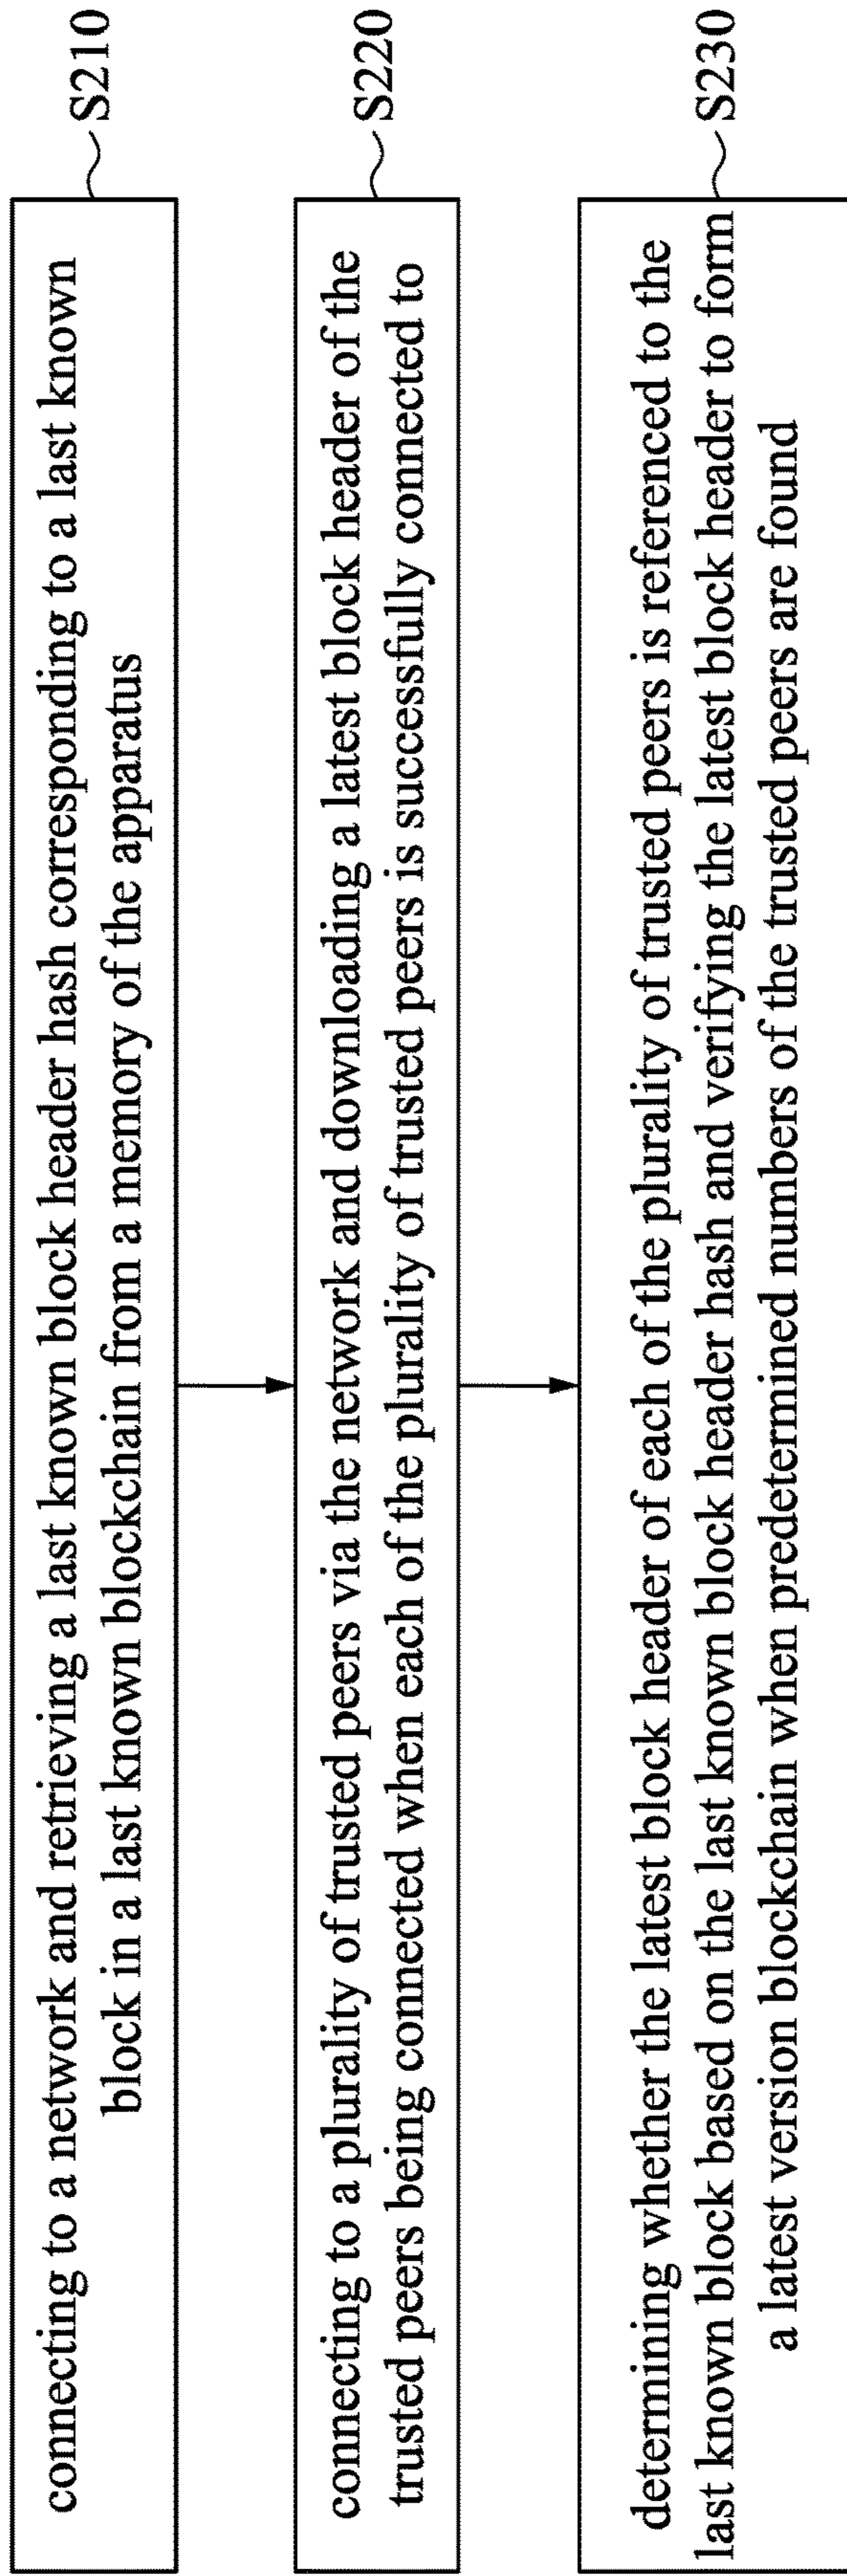 connecting to a network and retrieving a last known block header hash corresponding to a last known
block in a last known blockchain from a memory of the apparatus
S210
connecting to a plurality of trusted peers via the network and downloading a latest block header of the
trusted peers being connected when each of the plurality of trusted peers is successfully connected to
S220
determining whether the latest block header of each of the plurality of trusted peers is referenced to the
last known block based on the last known block header hash and verifying the latest block header to form
a latest version blockchain when predetermined numbers of the trusted peers are found
S230